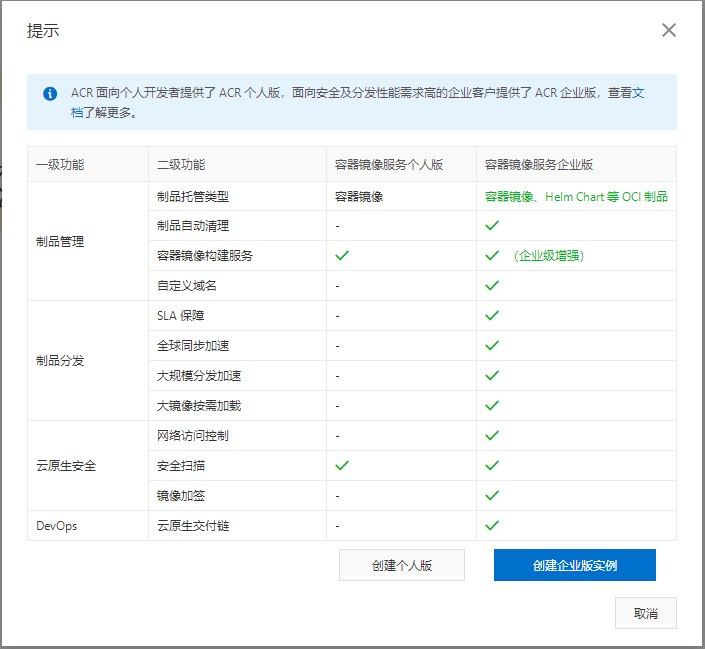 提示
ACR 面向个人开发者提供了 ACR 个人版，面向安全及分发性能需求高的企业客户提供了 ACR 企业版，查看文
档了解更多。
一级功能 二级功能 容器镜像服务个人版 容器镜像服务企业版
制品管理 制品托管类型 容器镜像 容器镜像、Helm Chart 等 OCI 制品
制品自动清理 - ✓
容器镜像构建服务 ✓ ✓ （企业级增强）
自定义域名 - ✓
制品分发 SLA 保障 - ✓
全球同步加速 - ✓
大规模分发加速 - ✓
大镜像按需加载 - ✓
云原生安全 网络访问控制 - ✓
安全扫描 ✓ ✓
镜像加签 - ✓
DevOps 云原生交付链 - ✓
创建个人版 创建企业版实例
取消